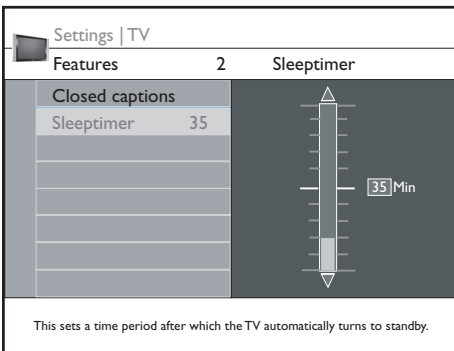 Settings | TV
Features 2 Sleeptimer
Closed captions
Sleeptimer 35
35 Min
This sets a time period after which the TV automatically turns to standby.